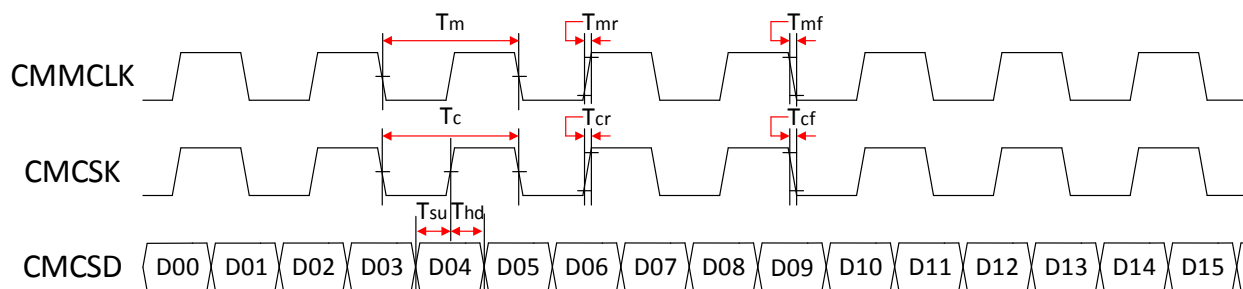 Tm Tmr Tmf
CMMCLK
Tc Tcr Tcf
CMCSK
Tsu Thd
CMCSD D00 D01 D02 D03 D04 D05 D06 D07 D08 D09 D10 D11 D12 D13 D14 D15